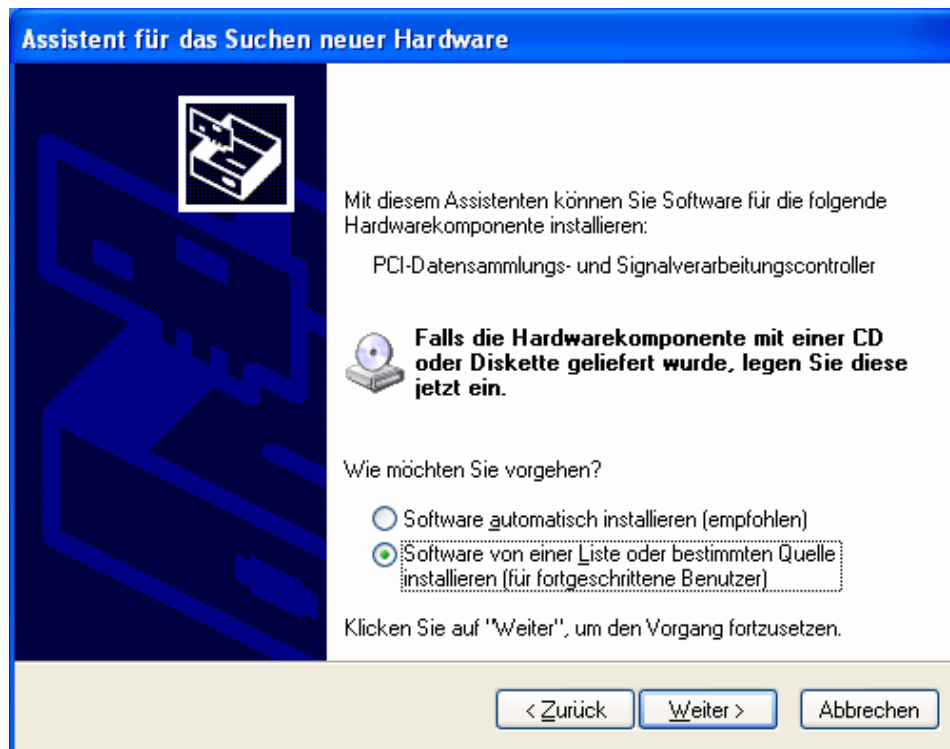 Assistent für das Suchen neuer Hardware
Mit diesem Assistenten können Sie Software für die folgende
Hardwarekomponente installieren:
PCI-Datensammlungs- und Signalverarbeitungscontroller
Falls die Hardwarekomponente mit einer CD
oder Diskette geliefert wurde, legen Sie diese
jetzt ein.
Wie möchten Sie vorgehen?
Software automatisch installieren (empfohlen)
Software von einer Liste oder bestimmten Quelle
installieren (für fortgeschrittene Benutzer)
Klicken Sie auf "Weiter", um den Vorgang fortzusetzen.
< Zurück Weiter > Abbrechen